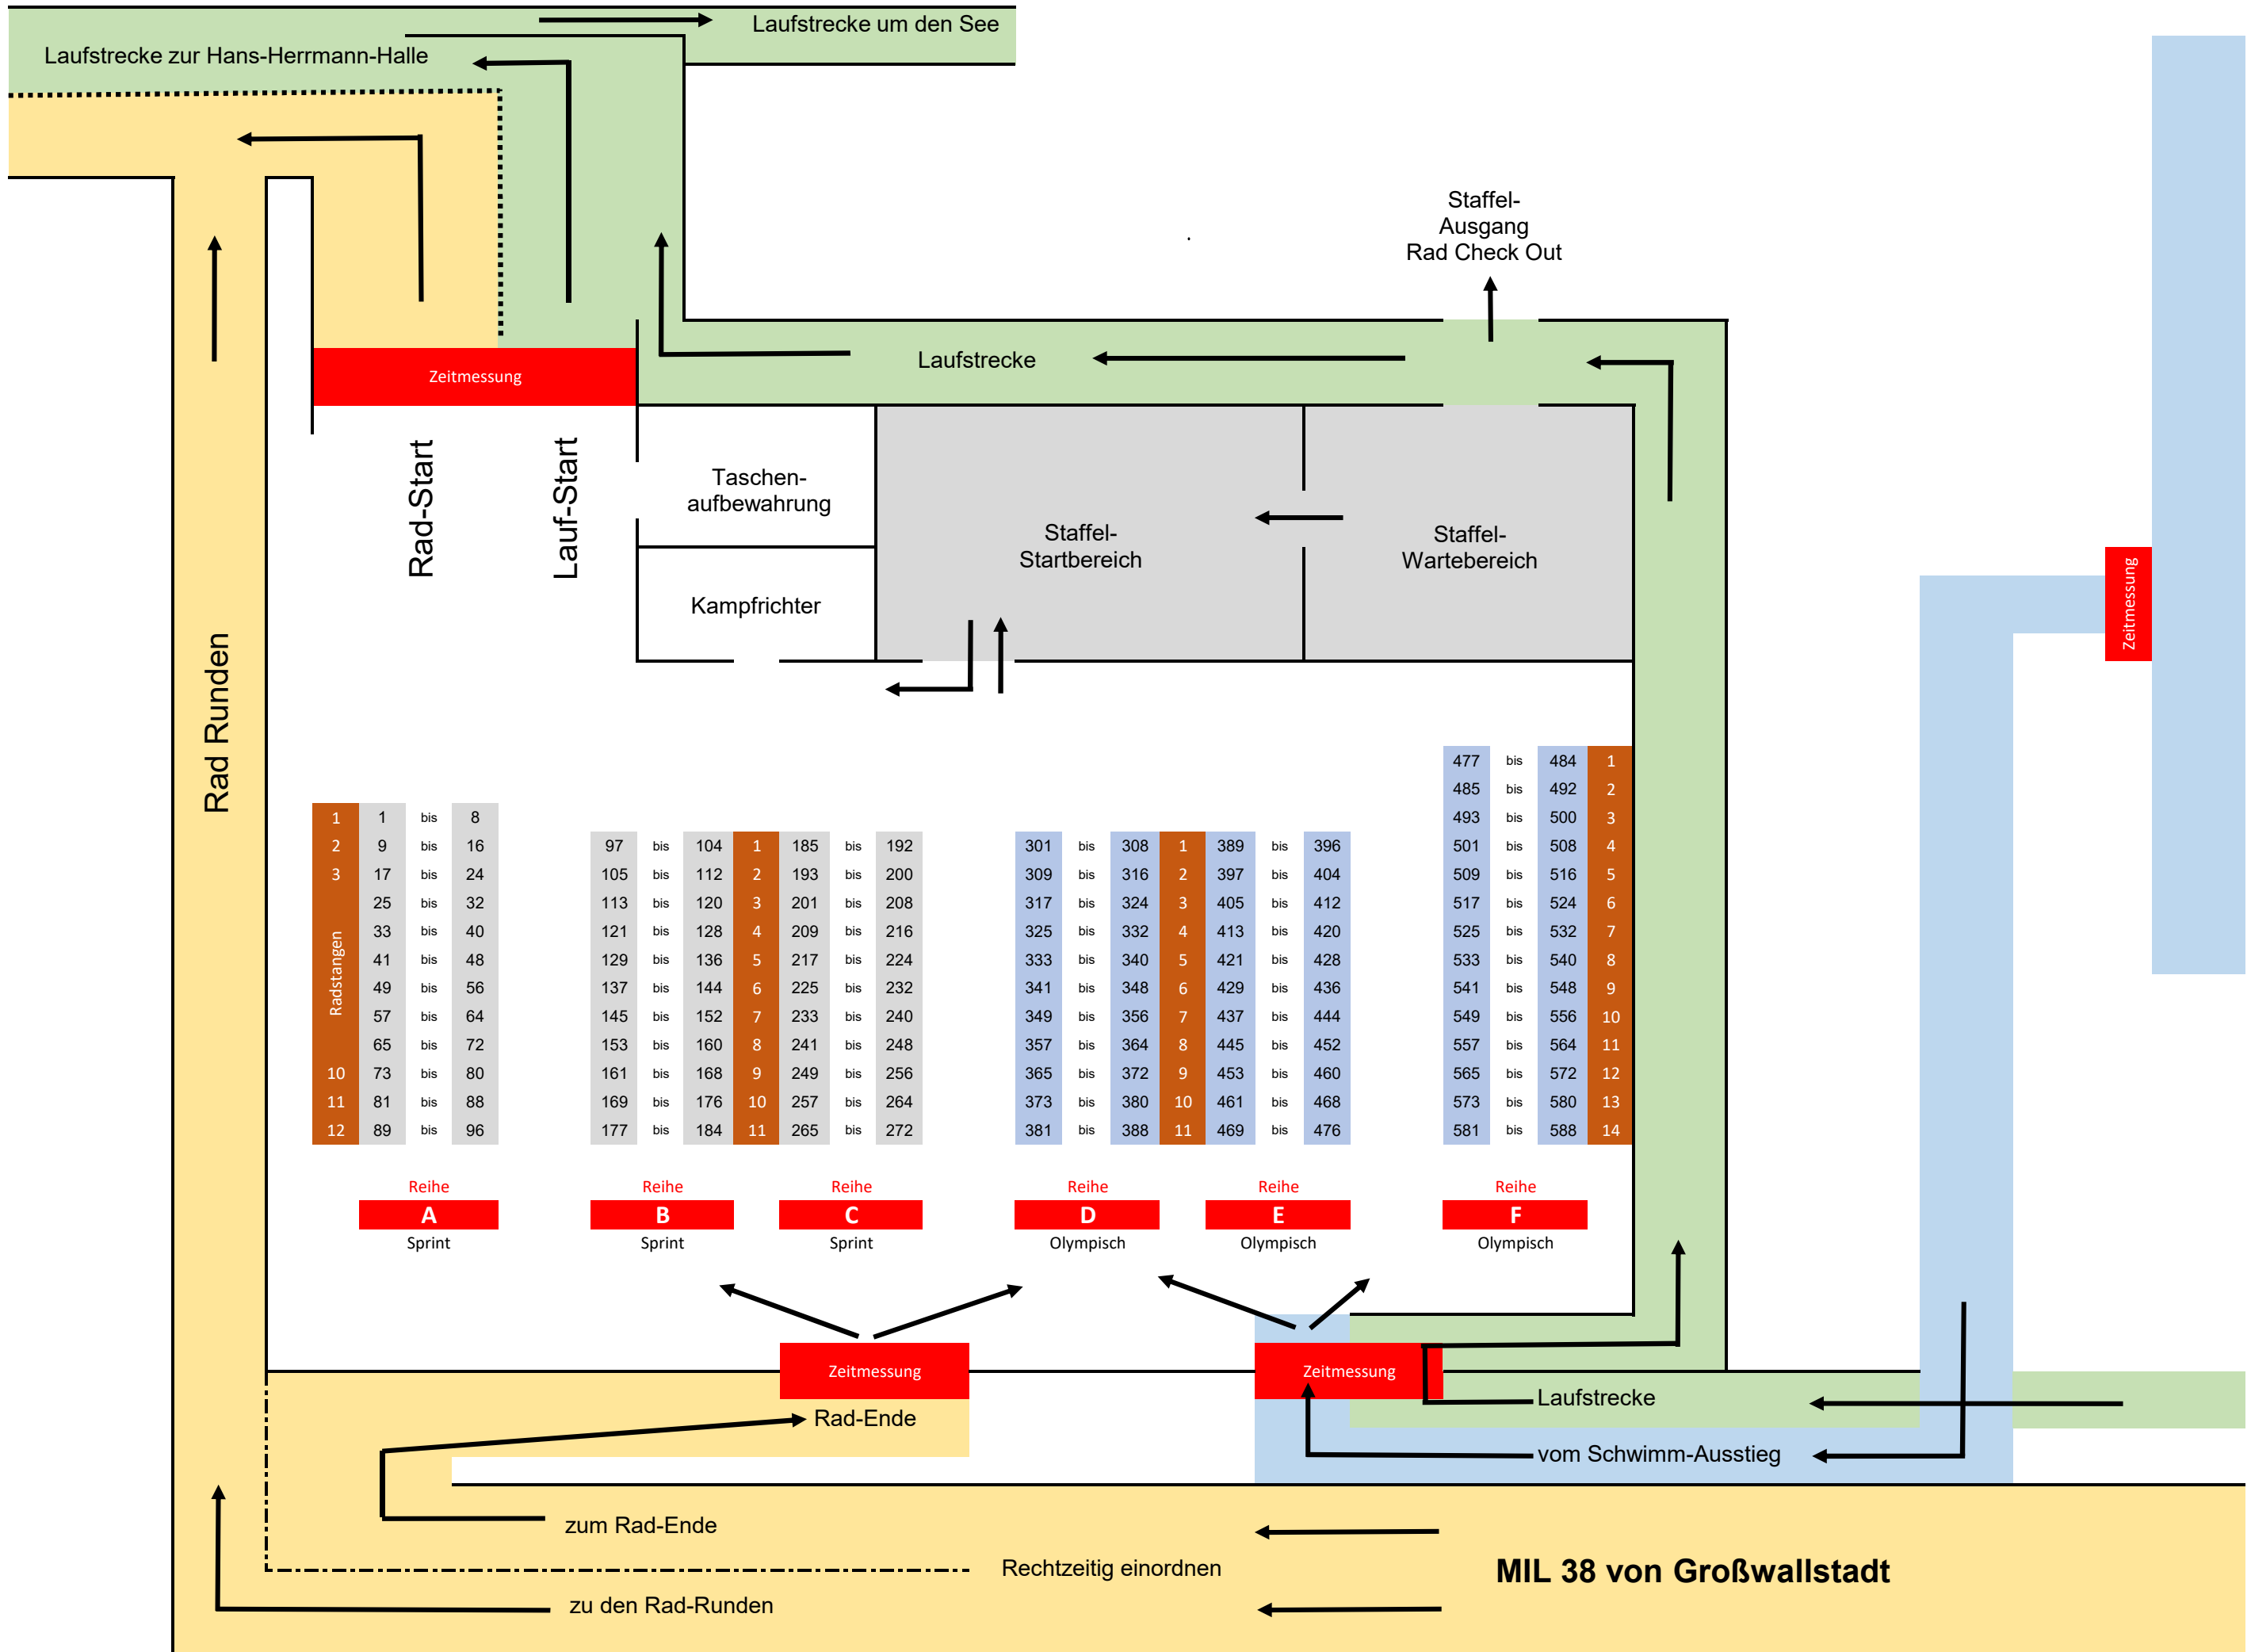 Laufstrecke um den See
Laufstrecke zur Hans-Herrmann-Halle
Staffel-
Ausgang
Rad Check Out
.
Laufstrecke
Zeitmessung
Rad-Start
Lauf-Start
Taschen-
aufbewahrung
Kampfrichter
Staffel-
Startbereich
Staffel-
Wartebereich
Zeitmessung
Rad Runden
Radstangen
1 1 bis 8
2 9 bis 16
3 17 bis 24
25 bis 32
33 bis 40
41 bis 48
49 bis 56
57 bis 64
65 bis 72
10 73 bis 80
11 81 bis 88
12 89 bis 96
97 bis 104 1 185 bis 192
105 bis 112 2 193 bis 200
113 bis 120 3 201 bis 208
121 bis 128 4 209 bis 216
129 bis 136 5 217 bis 224
137 bis 144 6 225 bis 232
145 bis 152 7 233 bis 240
153 bis 160 8 241 bis 248
161 bis 168 9 249 bis 256
169 bis 176 10 257 bis 264
177 bis 184 11 265 bis 272
301 bis 308 1 389 bis 396
309 bis 316 2 397 bis 404
317 bis 324 3 405 bis 412
325 bis 332 4 413 bis 420
333 bis 340 5 421 bis 428
341 bis 348 6 429 bis 436
349 bis 356 7 437 bis 444
357 bis 364 8 445 bis 452
365 bis 372 9 453 bis 460
373 bis 380 10 461 bis 468
381 bis 388 11 469 bis 476
477 bis 484 1
485 bis 492 2
493 bis 500 3
501 bis 508 4
509 bis 516 5
517 bis 524 6
525 bis 532 7
533 bis 540 8
541 bis 548 9
549 bis 556 10
557 bis 564 11
565 bis 572 12
573 bis 580 13
581 bis 588 14
Reihe
A
Sprint
Reihe
B
Sprint
Reihe
C
Sprint
Reihe
D
Olympisch
Reihe
E
Olympisch
Reihe
F
Olympisch
Zeitmessung
Zeitmessung
Rad-Ende
Laufstrecke
vom Schwimm-Ausstieg
zum Rad-Ende
Rechtzeitig einordnen
MIL 38 von Großwallstadt
zu den Rad-Runden